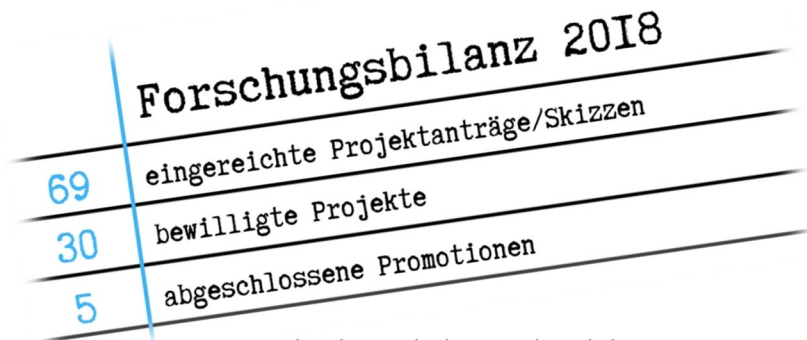 Forschungsbilanz 2018
69 eingereichte Projektanträge/Skizzen
30 bewilligte Projekte
5 abgeschlossene Promotionen